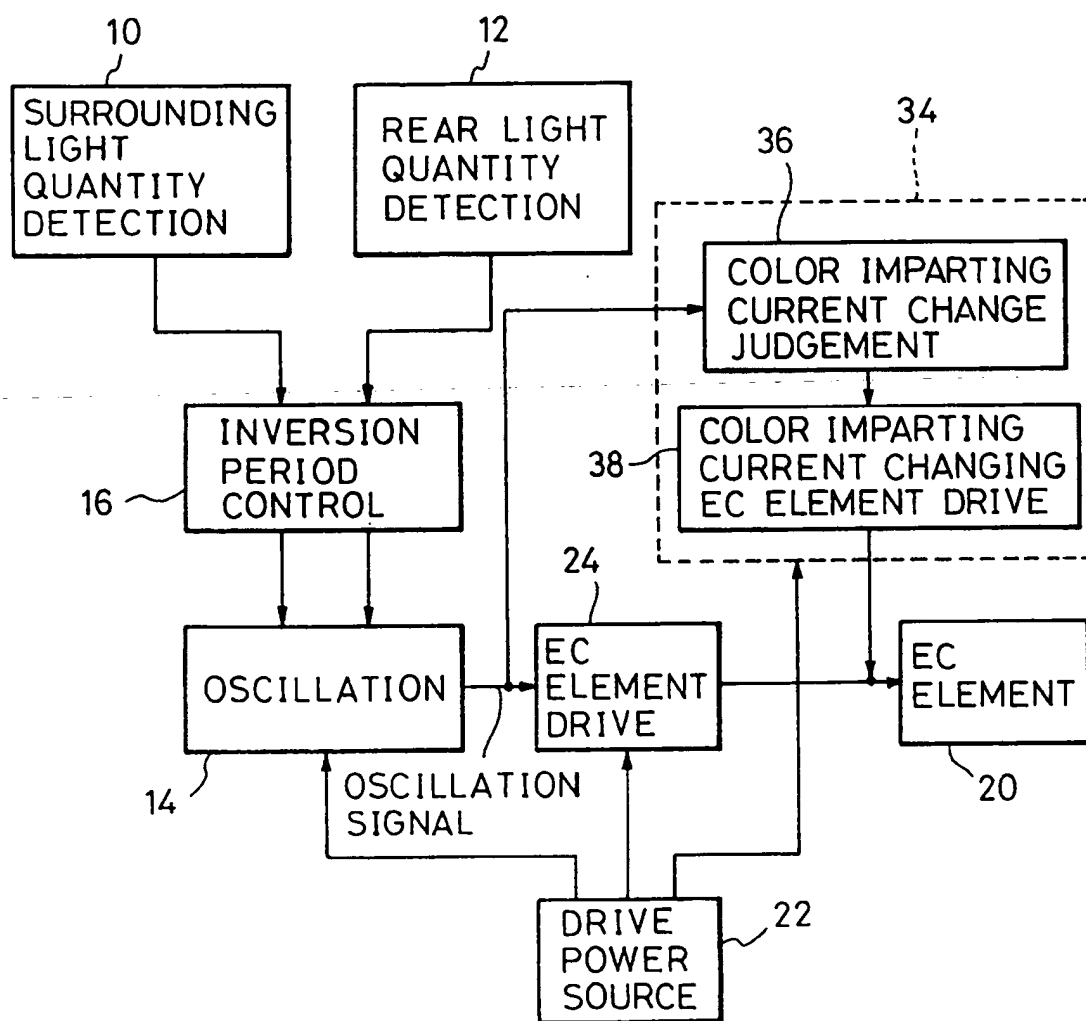 10
12
SURROUNDING
LIGHT
QUANTITY
DETECTION
REAR LIGHT
QUANTITY
DETECTION
34
36
COLOR IMPARTING
CURRENT CHANGE
JUDGEMENT
INVERSION
PERIOD
CONTROL
16
38
COLOR IMPARTING
CURRENT CHANGING
EC ELEMENT DRIVE
24
OSCILLATION
14
EC
ELEMENT
DRIVE
EC
ELEMENT
20
OSCILLATION
SIGNAL
DRIVE
POWER
SOURCE
22